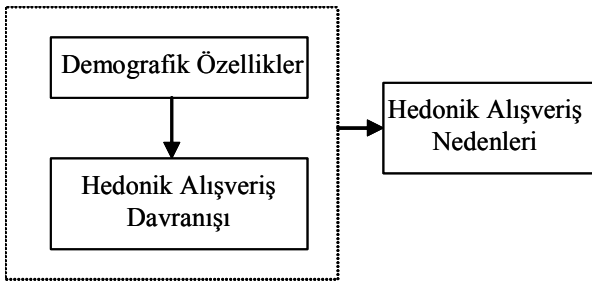 Demografik Özellikler
Hedonik Alışveriş
Nedenleri
Hedonik Alışveriş
Davranışı